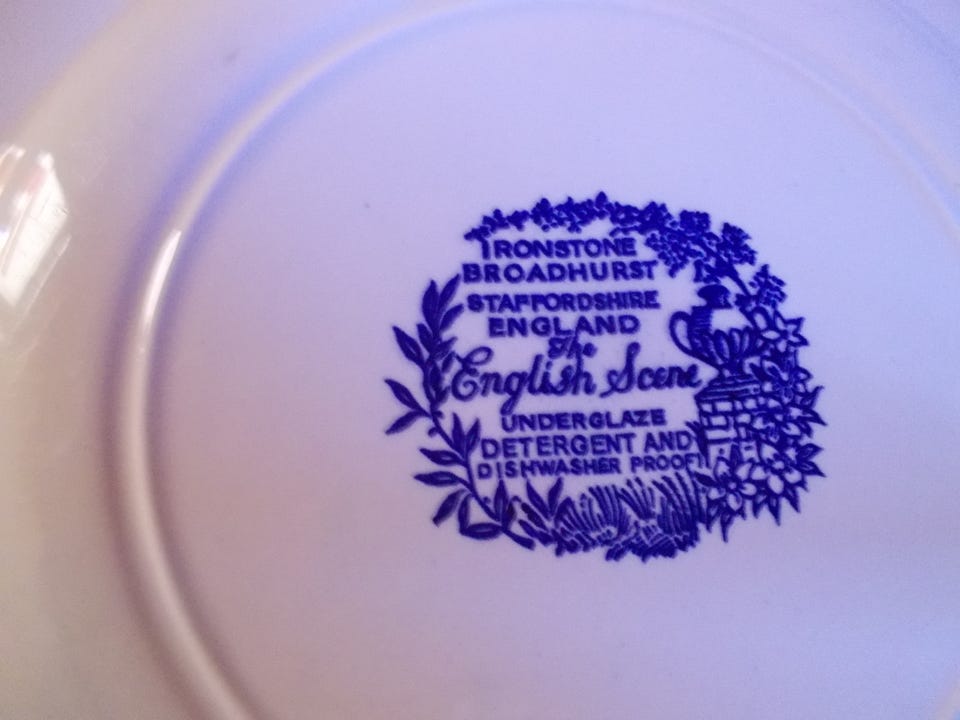 IRONSTONE
BROADHURST
STAFFORDSHIRE
ENGLAND
The
English Scene
UNDERGLAZE
DETERGENT AND
DISHWASHER PROOF